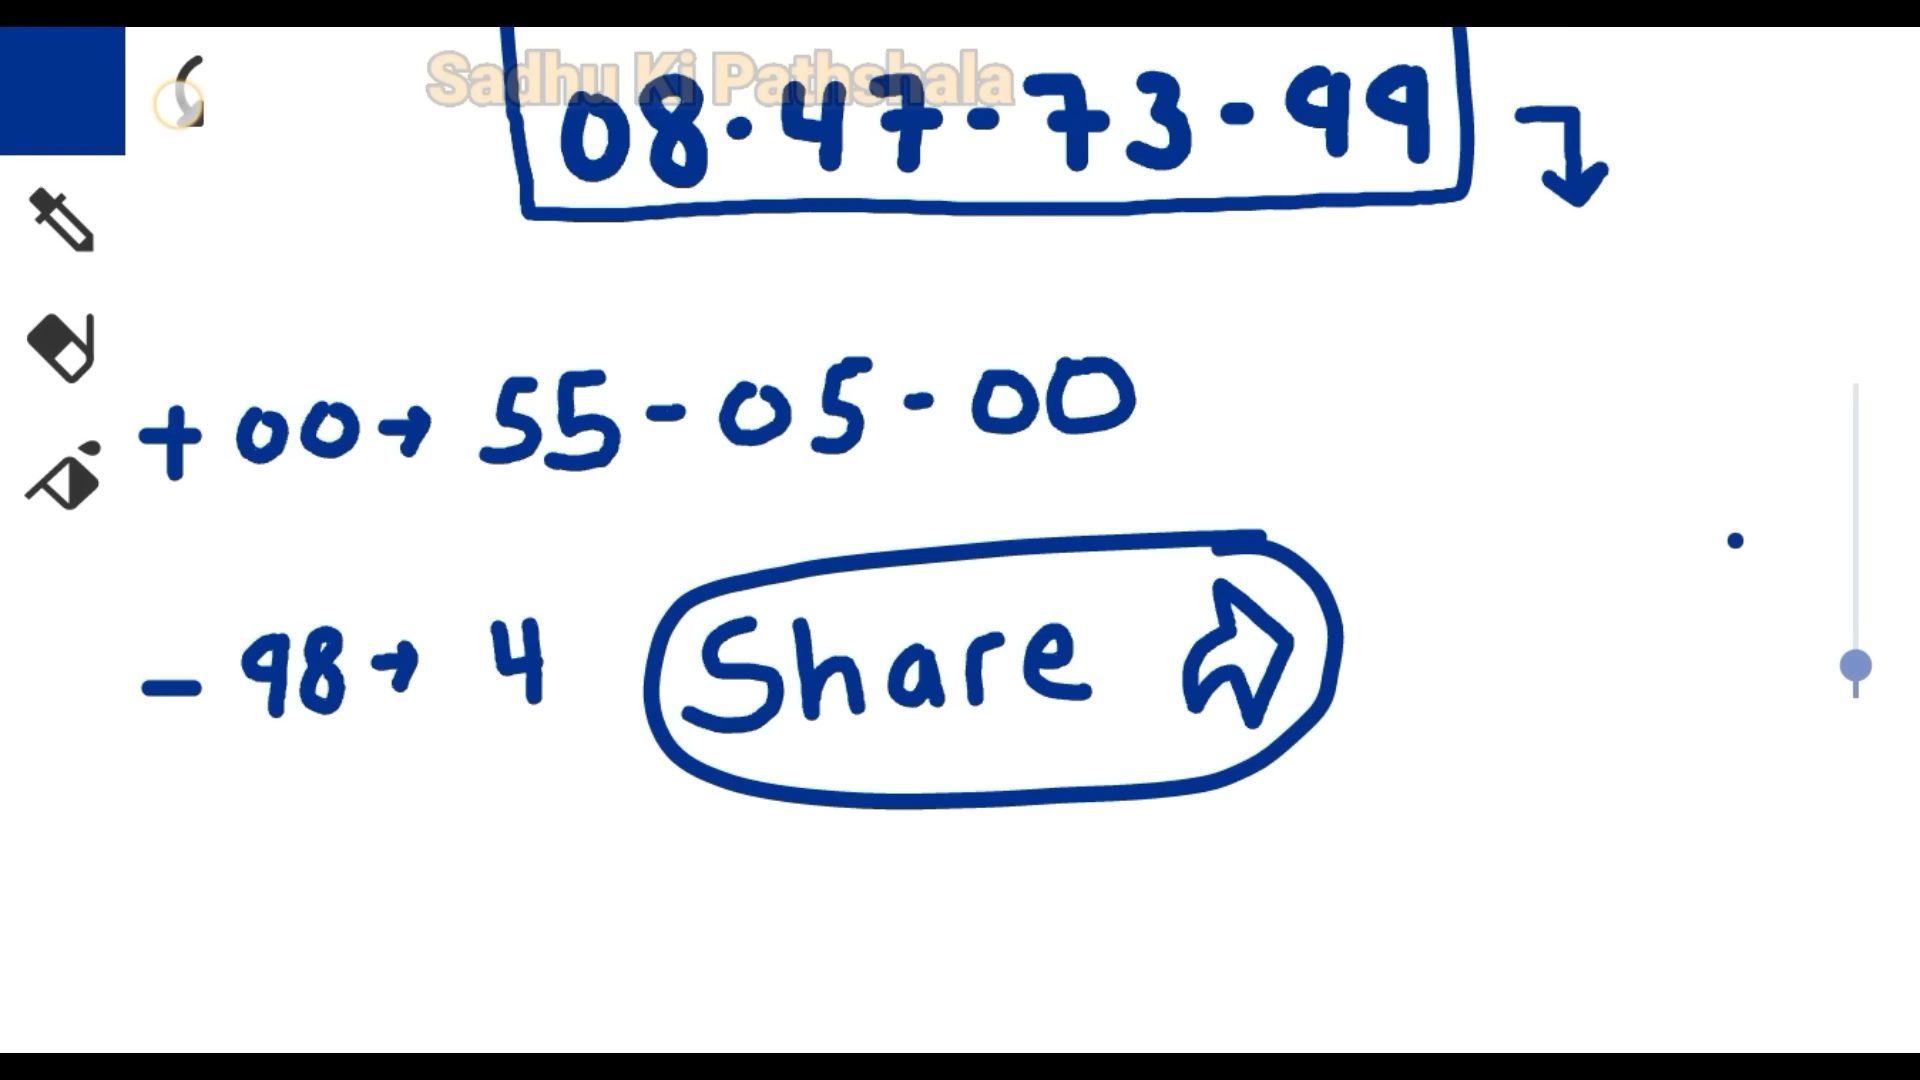 Sadhu Ki Pathshala
08.47-73-99
+00→ 55-05-00
-98→ 4 Share